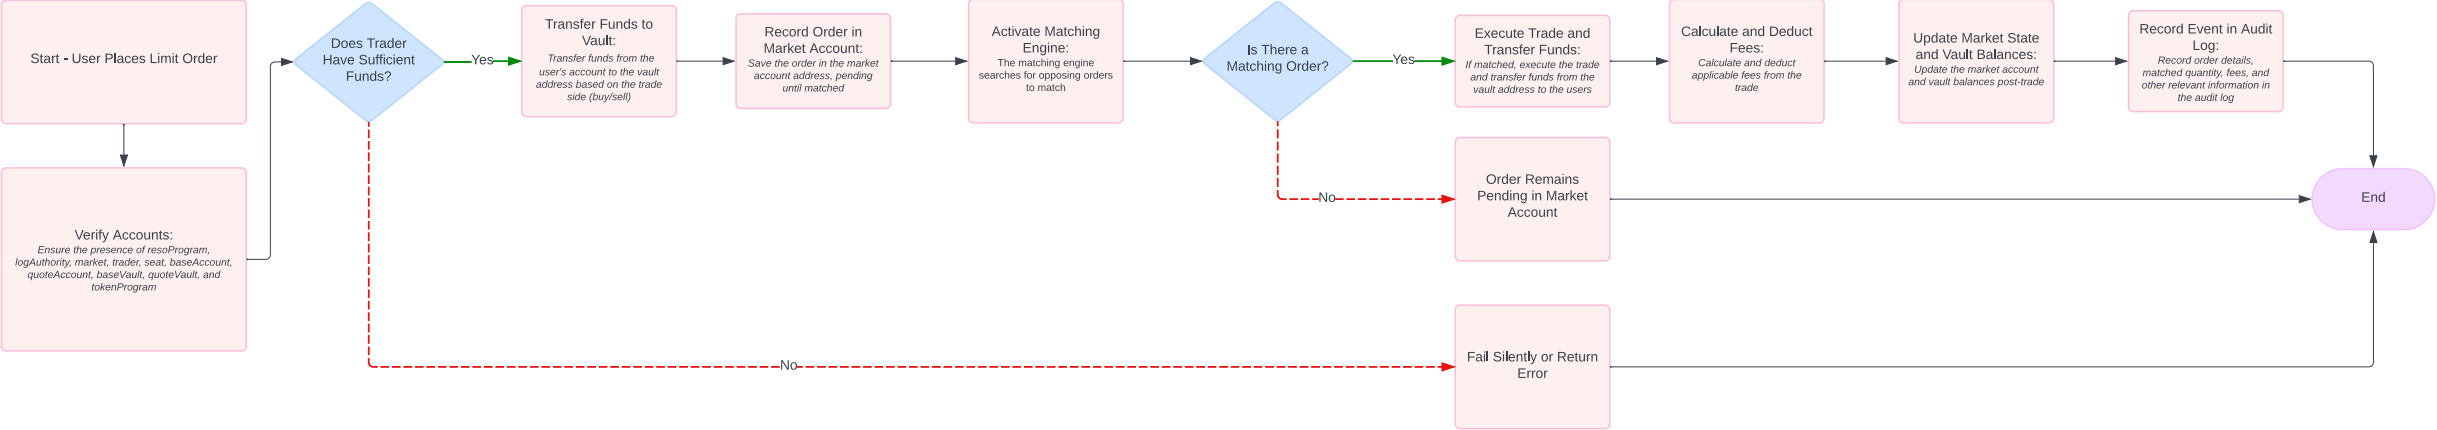 Start - User Places Limit Order
Verify Accounts:
Ensure the presence of resoProgram,
logAuthority, market, trader, seat, baseAccount,
quoteAccount, baseVault, quoteVault, and
tokenProgram
Does Trader
Have Sufficient
Funds?
Yes
Transfer Funds to
Vault:
Transfer funds from the
user's account to the vault
address based on the trade
side (buy/sell)
Record Order in
Market Account:
Save the order in the market
account address, pending
until matched
Activate Matching
Engine:
The matching engine
searches for opposing orders
to match
Is There a
Matching Order?
Yes
Execute Trade and
Transfer Funds:
If matched, execute the trade
and transfer funds from the
vault address to the users
Calculate and Deduct
Fees:
Calculate and deduct
applicable fees from the
trade
Update Market State
and Vault Balances:
Update the market account
and vault balances post-trade
Record Event in Audit
Log:
Record order details,
matched quantity, fees, and
other relevant information in
the audit log
No
Order Remains
Pending in Market
Account
End
No
Fail Silently or Return
Error